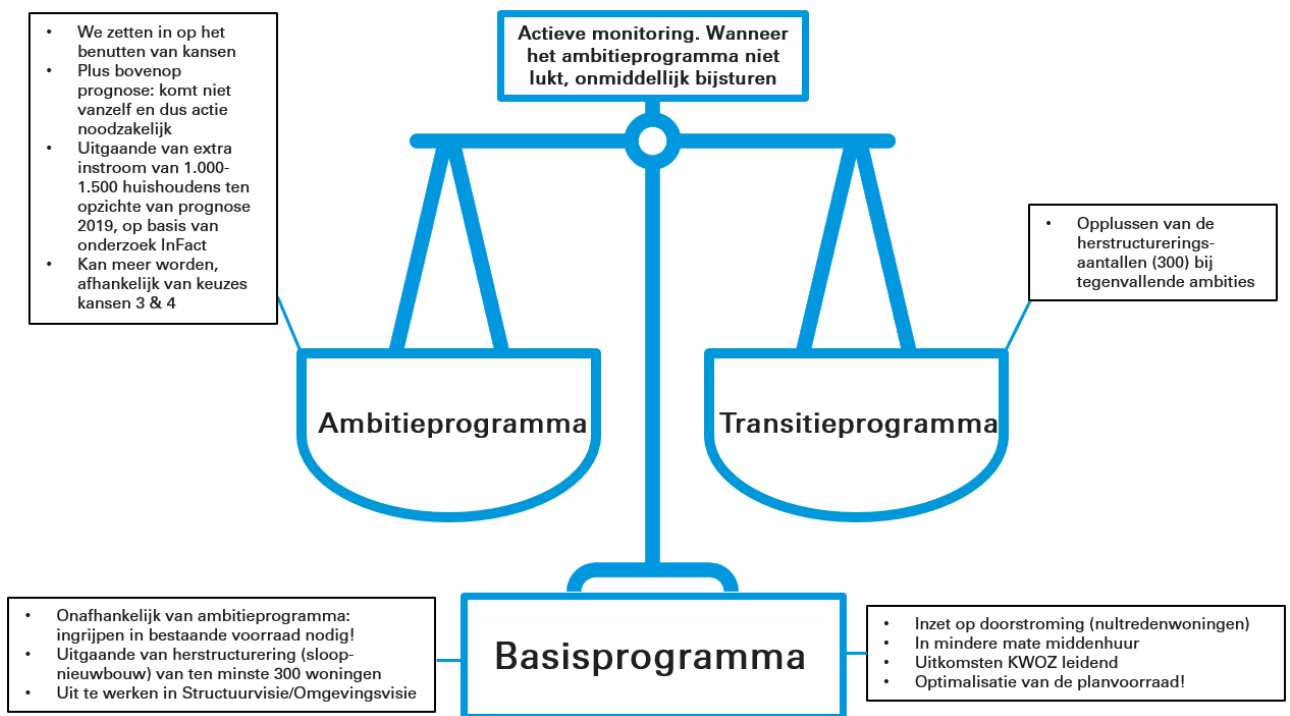 • We zetten in op het
benutten van kansen
• Plus bovenop
prognose: komt niet
vanzelf en dus actie
noodzakelijk
• Uitgaande van extra
instroom van 1.000-
1.500 huishoudens ten
opzichte van prognose
2019, op basis van
onderzoek InFact
• Kan meer worden,
afhankelijk van keuzes
kansen 3 & 4
Actieve monitoring. Wanneer
het ambitieprogramma niet
lukt, onmiddellijk bijsturen
• Opplussen van de
herstructurerings-
aantallen (300) bij
tegenvallende ambities
Ambitieprogramma
Transitieprogramma
• Onafhankelijk van ambitieprogramma:
ingrijpen in bestaande voorraad nodig!
• Uitgaande van herstructurering (sloop-
nieuwbouw) van ten minste 300 woningen
• Uit te werken in Structuurvisie/Omgevingsvisie
Basisprogramma
• Inzet op doorstroming (nultredenwoningen)
• In mindere mate middenhuur
• Uitkomsten KWOZ leidend
• Optimalisatie van de planvoorraad!